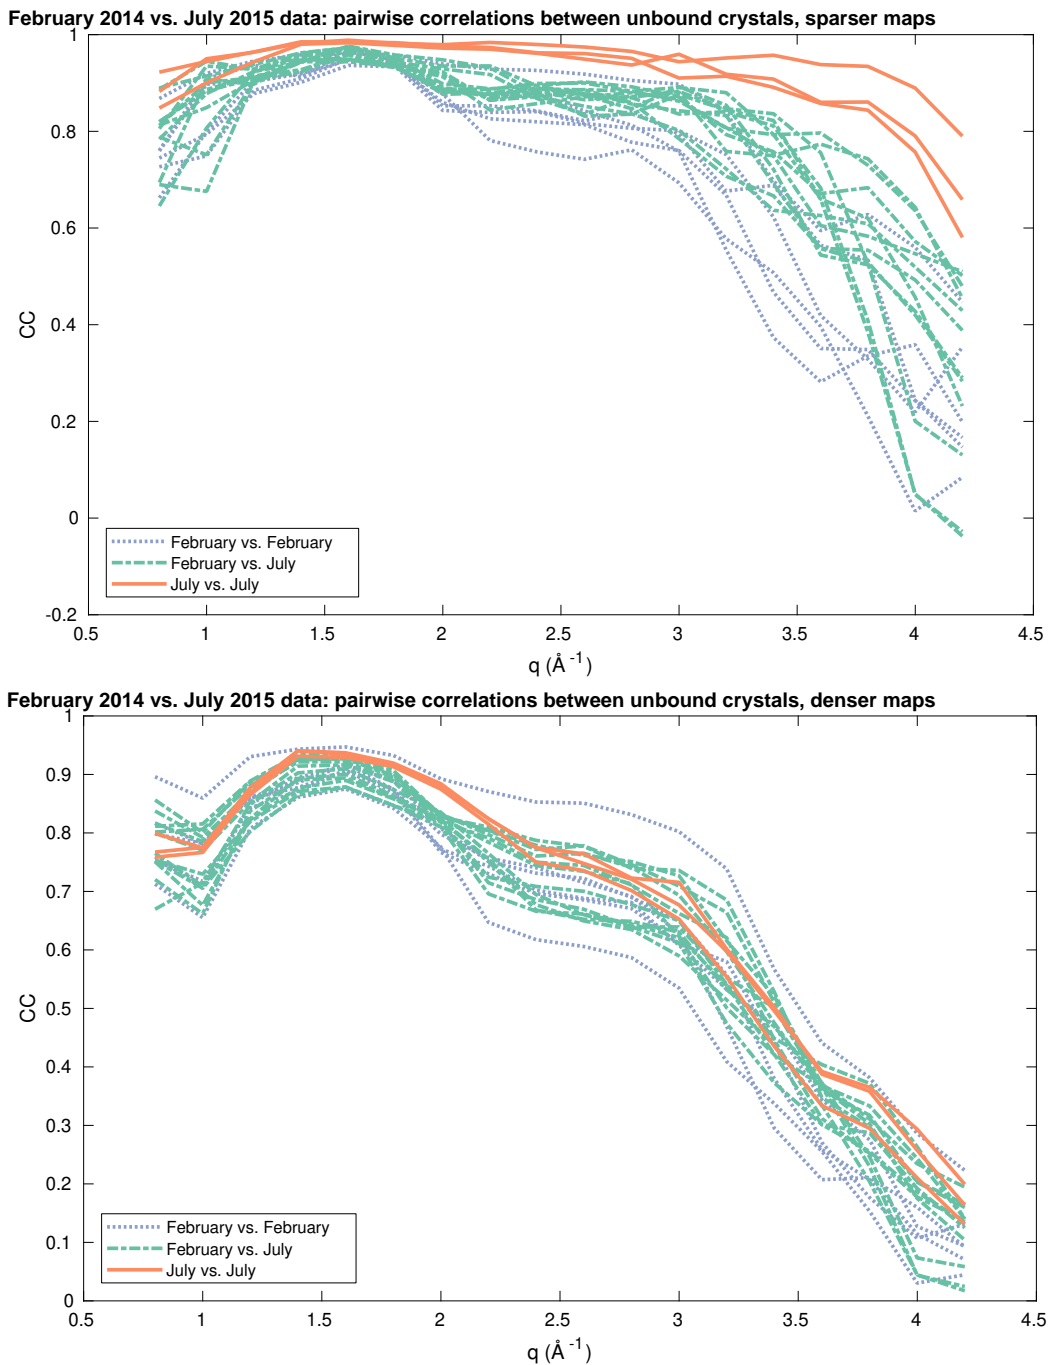 February 2014 vs. July 2015 data: pairwise correlations between unbound crystals, sparser maps
1
0.8
0.6
0.4
0.2
0
-0.2
CC
February vs. February
February vs. July
July vs. July
0.5 1 1.5 2 2.5 3 3.5 4 4.5
q (Å⁻¹)
February 2014 vs. July 2015 data: pairwise correlations between unbound crystals, denser maps
1
0.9
0.8
0.7
0.6
0.5
0.4
0.3
0.2
0.1
0
CC
February vs. February
February vs. July
July vs. July
0.5 1 1.5 2 2.5 3 3.5 4 4.5
q (Å⁻¹)